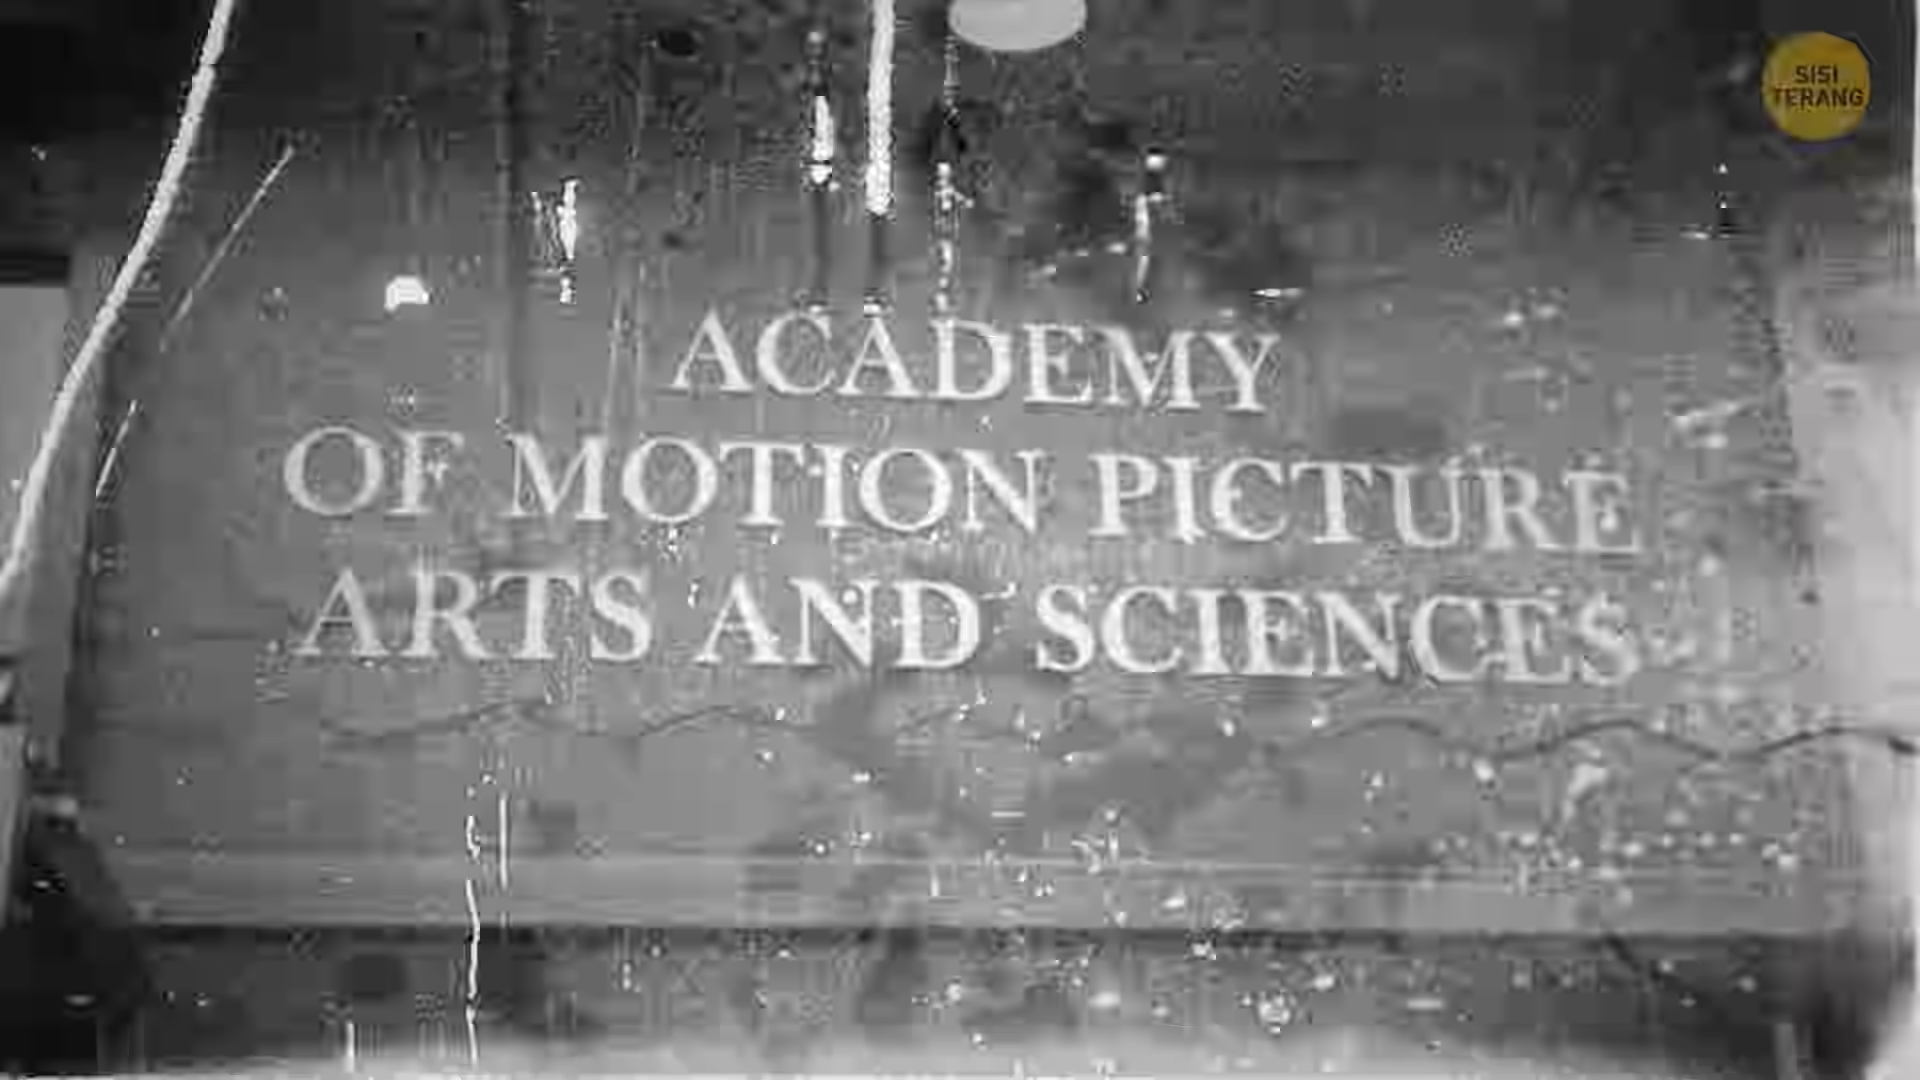 SISI
TERANG
ACADEMY
OF MOTION PICTURE
ARTS AND SCIENCES